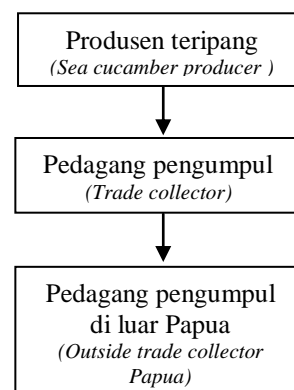 Produsen teripang
(Sea cucamber producer )
Pedagang pengumpul
(Trade collector)
Pedagang pengumpul
di luar Papua
(Outside trade collector
Papua)